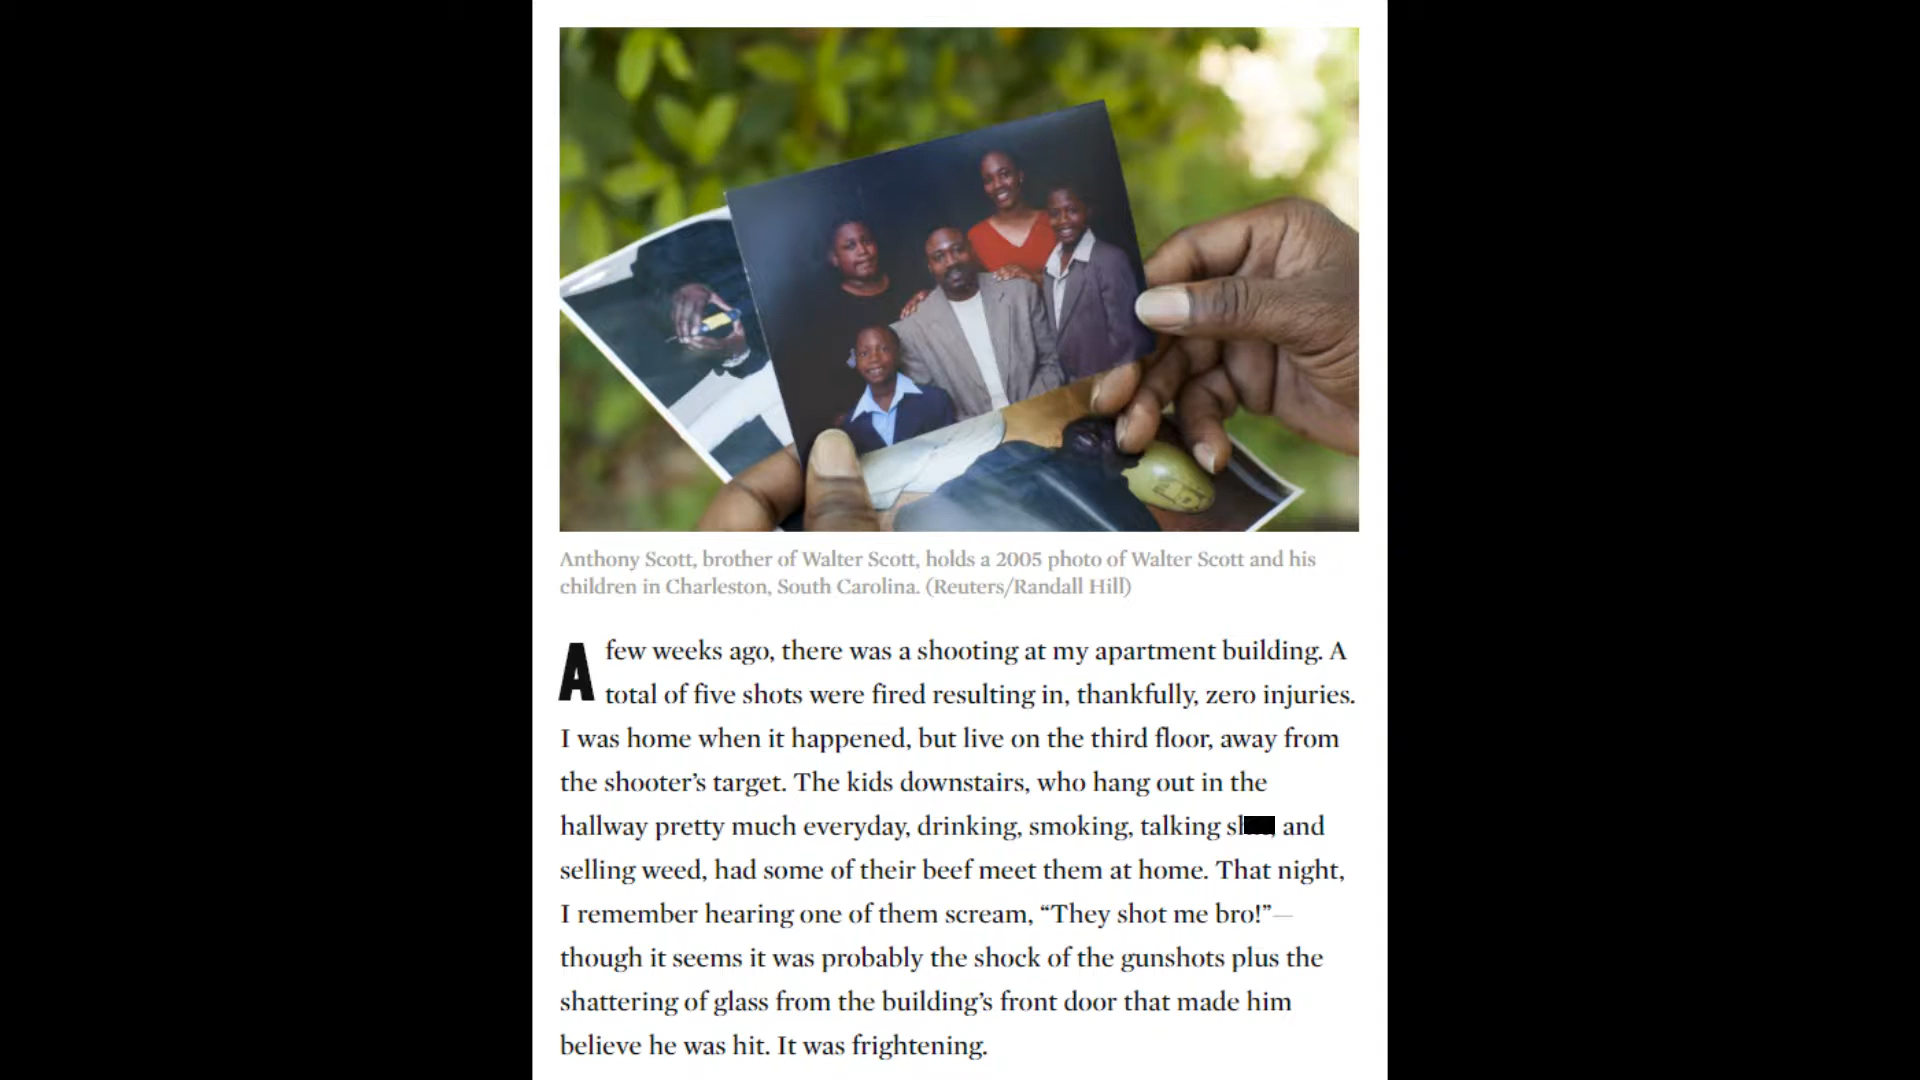 Anthony Scott, brother of Walter Scott, holds a 2005 photo of Walter Scott and his
children in Charleston, South Carolina. (Reuters/Randall Hill)
A few weeks ago, there was a shooting at my apartment building. A
total of five shots were fired resulting in, thankfully, zero injuries.
I was home when it happened, but live on the third floor, away from
the shooter’s target. The kids downstairs, who hang out in the
hallway pretty much everyday, drinking, smoking, talking and
selling weed, had some of their beef meet them at home. That night,
I remember hearing one of them scream, “They shot me bro!”—
though it seems it was probably the shock of the gunshots plus the
shattering of glass from the building’s front door that made him
believe he was hit. It was frightening.